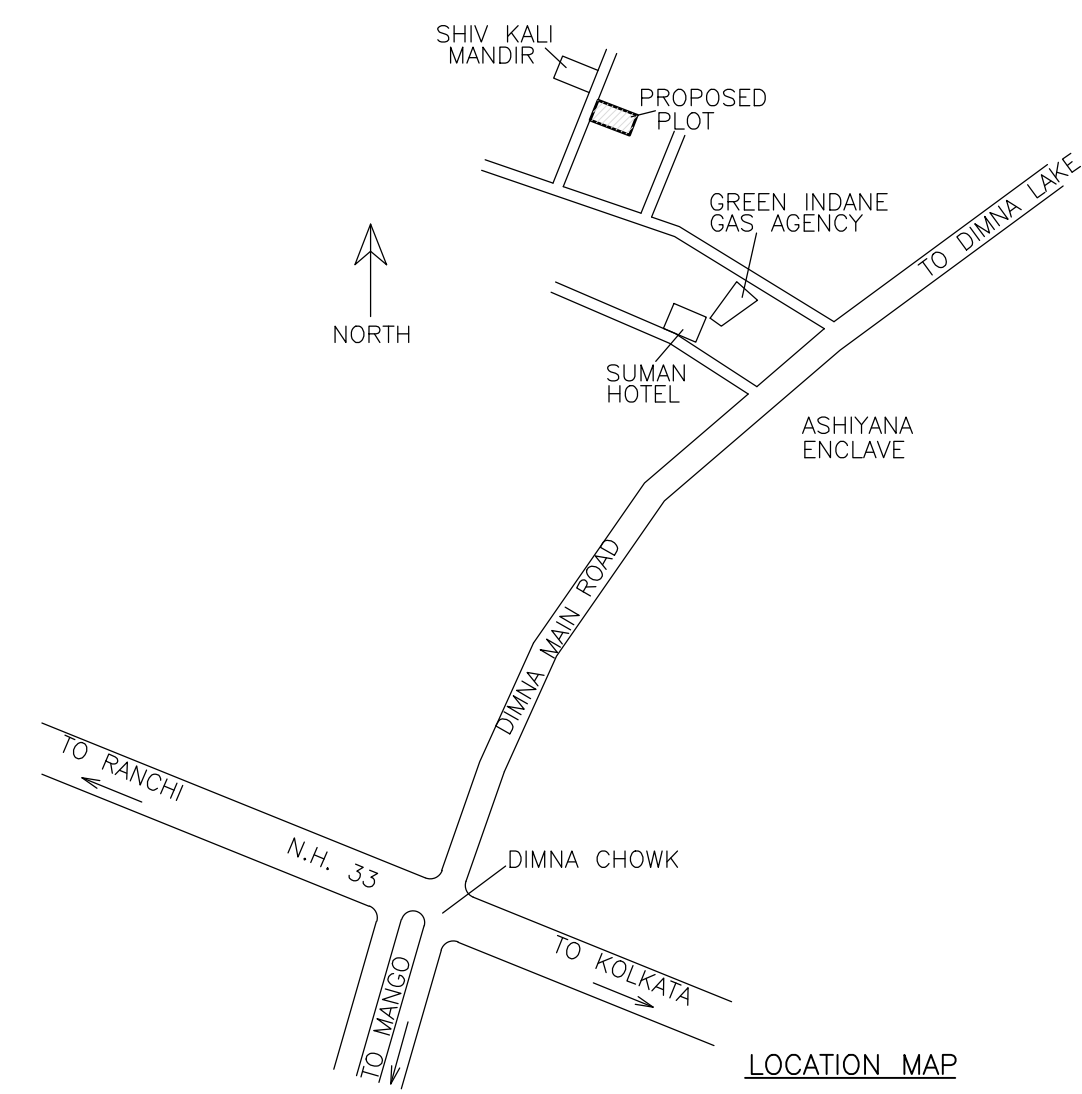 SHIV KALI
MANDIR
PROPOSED
PLOT
GREEN INDANE
GAS AGENCY
TO DIMNA LAKE
NORTH
SUMAN
HOTEL
ASHIYANA
ENCLAVE
DIMNA MAIN ROAD
TO RANCHI
N.H. 33
DIMNA CHOWK
TO KOLKATA
TO MANGO
LOCATION MAP